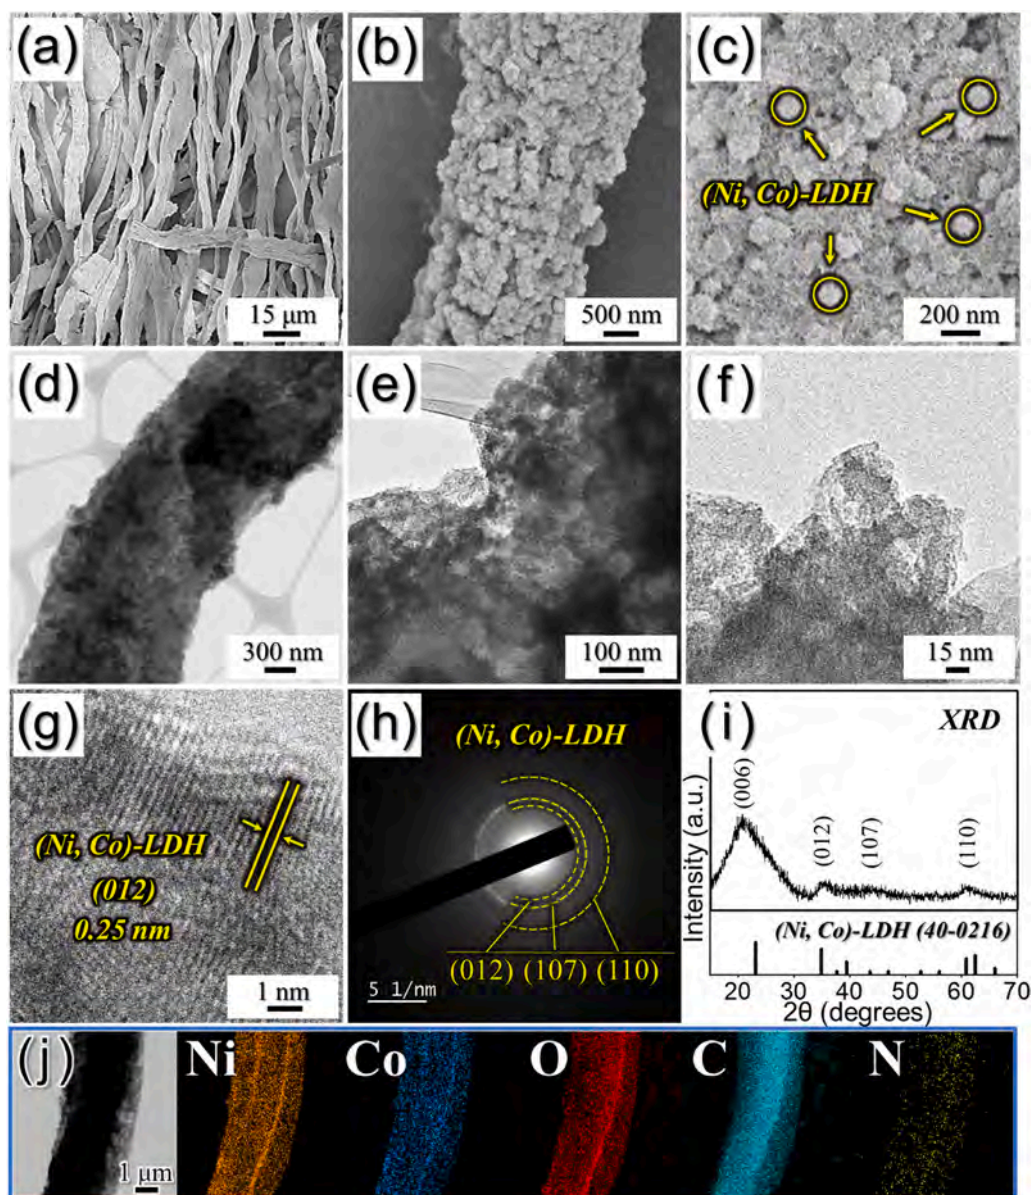 (a)
15 μm
(b)
500 nm
(c)
(Ni, Co)-LDH
200 nm
(d)
300 nm
(e)
100 nm
(f)
15 nm
(g)
(Ni, Co)-LDH
(012)
0.25 nm
1 nm
(h)
(Ni, Co)-LDH
(012) (107) (110)
5 1/nm
(i)
XRD
Intensity (a.u.)
(006)
(012)
(107)
(110)
(Ni, Co)-LDH (40-0216)
20 30 40 50 60 70
2θ (degrees)
(j)
1 μm
Ni
Co
O
C
N